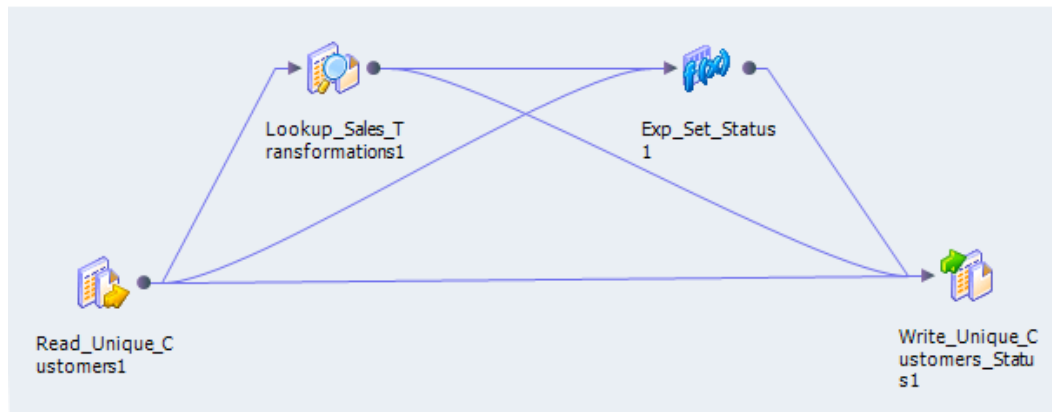 Lookup_Sales_T
ransformations1
Exp_Set_Status
1
Read_Unique_C
ustomers1
Write_Unique_C
ustomers_Statu
s1